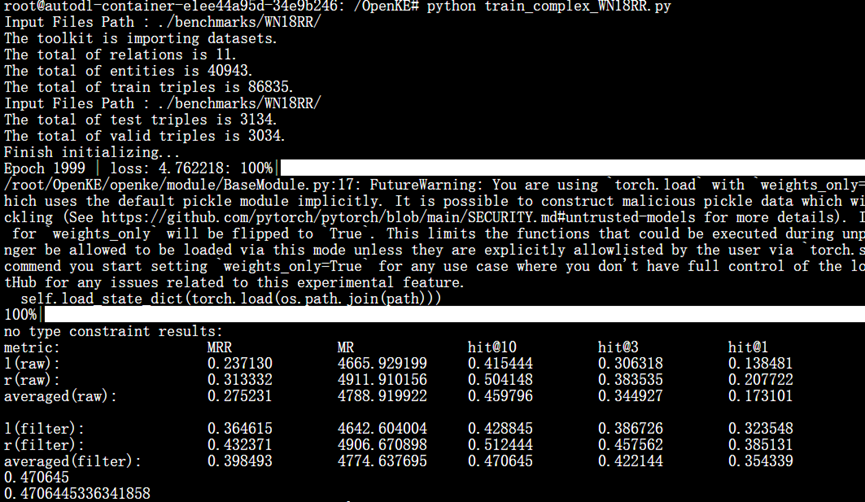 root@autodl-container-elee44a95d-34e9b246: /OpenKE# python train_complex_WN18RR.py
Input Files Path : ./benchmarks/WN18RR/
The toolkit is importing datasets.
The total of relations is 11.
The total of entities is 40943.
The total of train triples is 86835.
Input Files Path : ./benchmarks/WN18RR/
The total of test triples is 3134.
The total of valid triples is 3034.
Finish initializing...
Epoch 1999 | loss: 4.762218: 100%|
/root/OpenKE/openke/module/BaseModule.py:17: FutureWarning: You are using `torch.load` with `weights_only=
hich uses the default pickle module implicitly. It is possible to construct malicious pickle data which wi
ckling (See https://github.com/pytorch/pytorch/blob/main/SECURITY.md#untrusted-models for more details). I
 for `weights_only` will be flipped to `True`. This limits the functions that could be executed during unp
nger be allowed to be loaded via this mode unless they are explicitly allowlisted by the user via `torch.s
commend you start setting `weights_only=True` for any use case where you don't have full control of the lo
tHub for any issues related to this experimental feature.
  self.load_state_dict(torch.load(os.path.join(path)))
100%|
no type constraint results:
metric: MRR MR hit@10 hit@3 hit@1
l(raw): 0.237130 4665.929199 0.415444 0.306318 0.138481
r(raw): 0.313332 4911.910156 0.504148 0.383535 0.207722
averaged(raw): 0.275231 4788.919922 0.459796 0.344927 0.173101
l(filter): 0.364615 4642.604004 0.428845 0.386726 0.323548
r(filter): 0.432371 4906.670898 0.512444 0.457562 0.385131
averaged(filter): 0.398493 4774.637695 0.470645 0.422144 0.354339
0.470645
0.4706445336341858